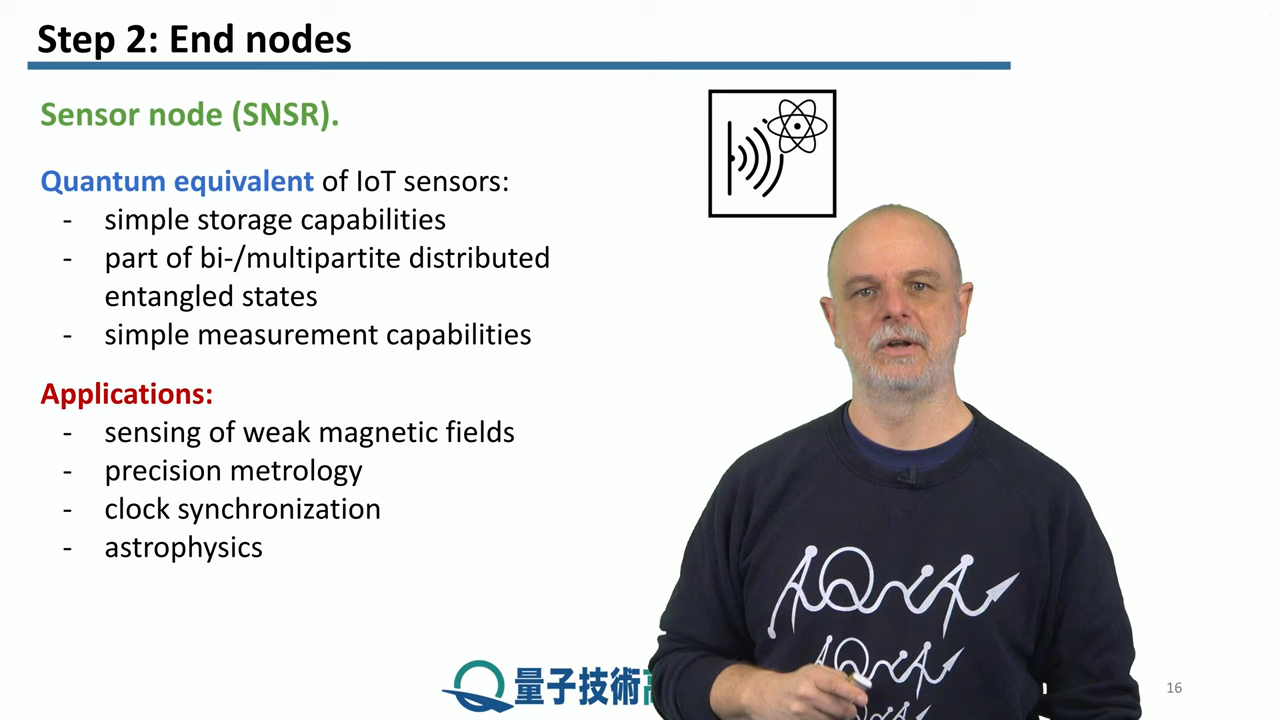 Step 2: End nodes
Sensor node (SNSR).
Quantum equivalent of IoT sensors:
- simple storage capabilities
- part of bi-/multipartite distributed
entangled states
- simple measurement capabilities
Applications:
- sensing of weak magnetic fields
- precision metrology
- clock synchronization
- astrophysics
AQUA
AQUA
量子技術
16